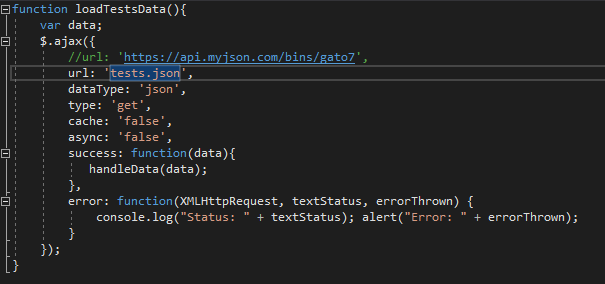 function loadTestsData(){
var data;
$.ajax({
//url: 'https://api.myjson.com/bins/gato7',
url: 'tests.json',
dataType: 'json',
type: 'get',
cache: 'false',
async: 'false',
success: function(data){
handleData(data);
},
error: function(XMLHttpRequest, textStatus, errorThrown) {
console.log("Status: " + textStatus); alert("Error: " + errorThrown);
}
});
}